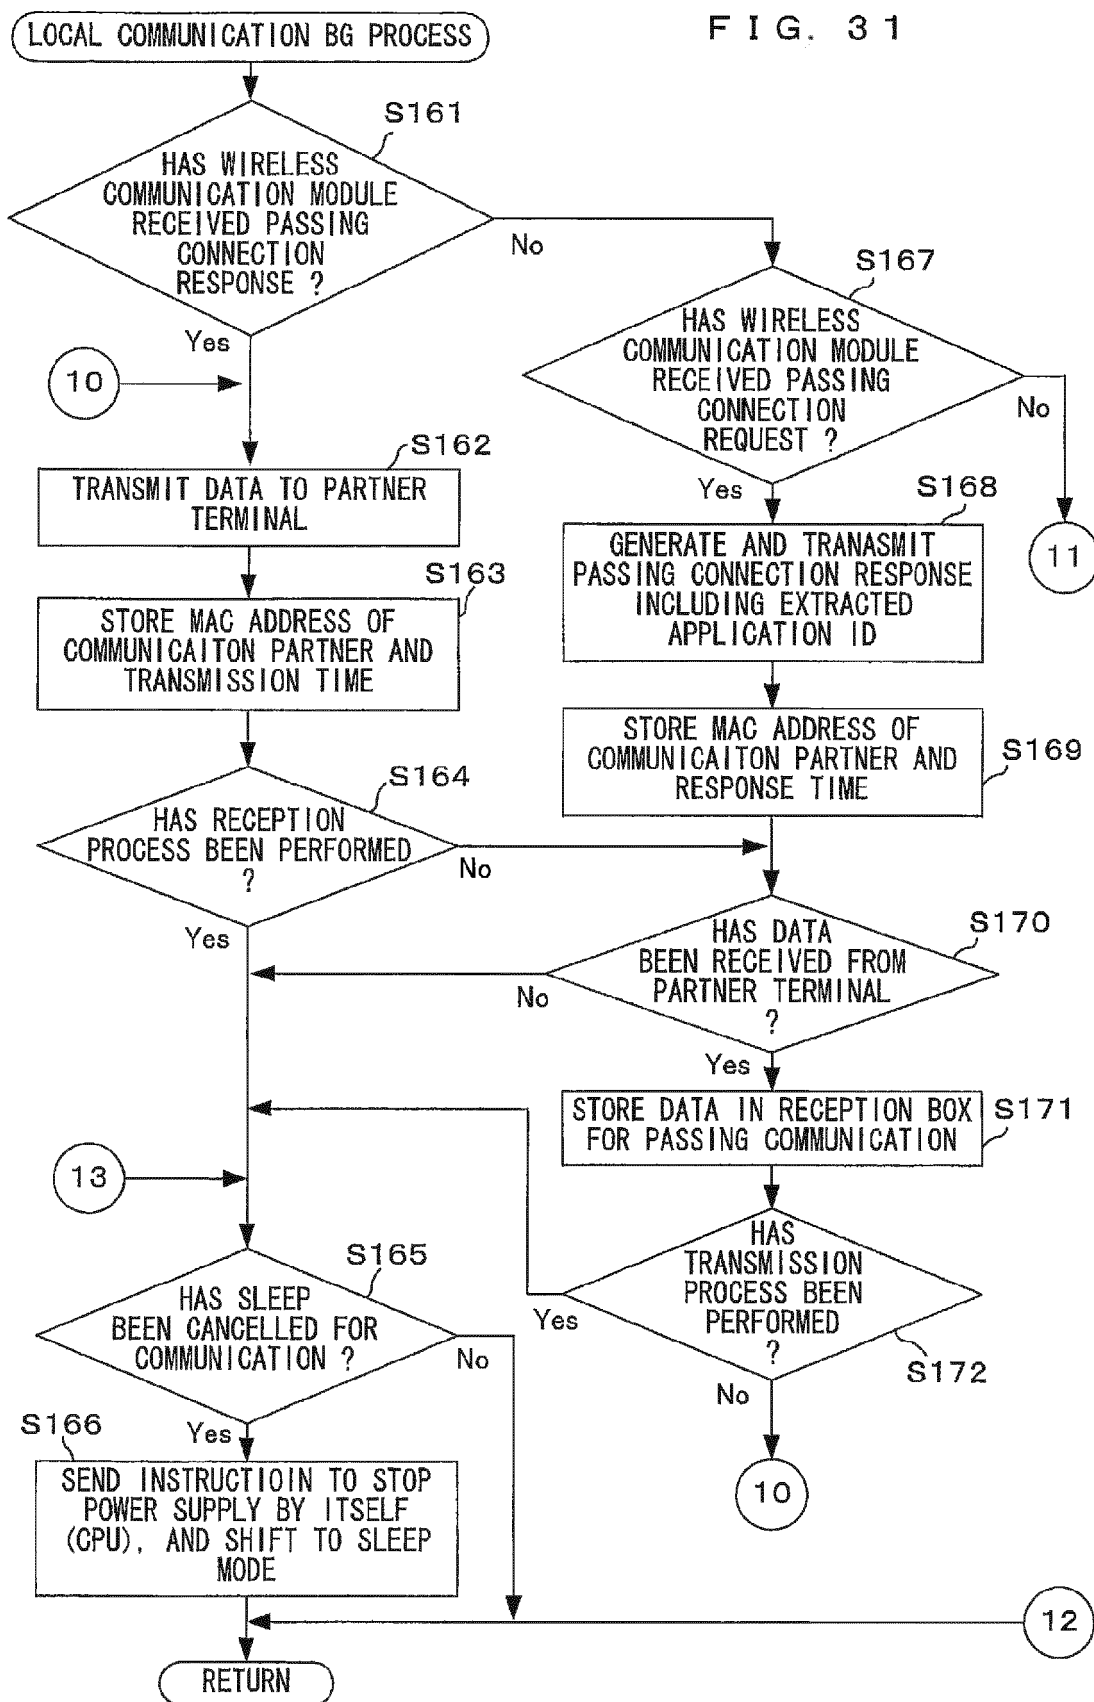 FIG. 31
LOCAL COMMUNICATION BG PROCESS
S161
HAS WIRELESS
COMMUNICATION MODULE
RECEIVED PASSING
CONNECTION
RESPONSE ?
No
Yes
10
S167
HAS WIRELESS
COMMUNICATION MODULE
RECEIVED PASSING
CONNECTION
REQUEST ?
No
Yes
11
S162
TRANSMIT DATA TO PARTNER
TERMINAL
S163
STORE MAC ADDRESS OF
COMMUNICAITON PARTNER AND
TRANSMISSION TIME
S168
GENERATE AND TRANASMIT
PASSING CONNECTION RESPONSE
INCLUDING EXTRACTED
APPLICATION ID
S169
STORE MAC ADDRESS OF
COMMUNICAITON PARTNER AND
RESPONSE TIME
S164
HAS RECEPTION
PROCESS BEEN PERFORMED
?
No
Yes
S170
HAS DATA
BEEN RECEIVED FROM
PARTNER TERMINAL
?
No
Yes
S171
STORE DATA IN RECEPTION BOX
FOR PASSING COMMUNICATION
13
S172
HAS
TRANSMISSION
PROCESS BEEN
PERFORMED
?
Yes
No
10
S165
HAS SLEEP
BEEN CANCELLED FOR
COMMUNICATION ?
No
Yes
S166
SEND INSTRUCTIOIN TO STOP
POWER SUPPLY BY ITSELF
(CPU), AND SHIFT TO SLEEP
MODE
12
RETURN